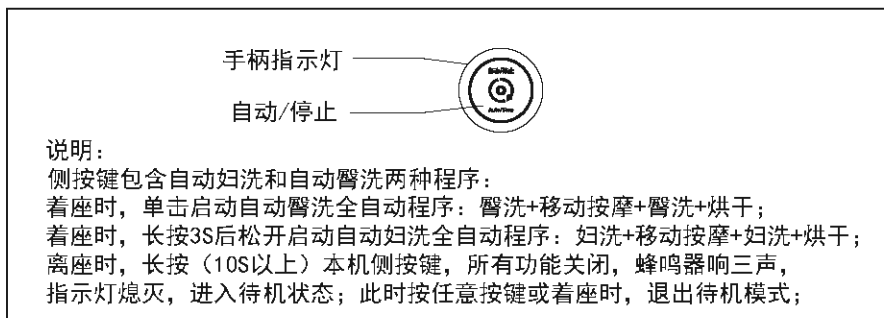 手柄指示灯
自动/停止
说明：
侧按键包含自动妇洗和自动臀洗两种程序：
着座时，单击启动自动臀洗全自动程序：臀洗+移动按摩+臀洗+烘干；
着座时，长按3S后松开启动自动妇洗全自动程序：妇洗+移动按摩+妇洗+烘干；
离座时，长按（10S以上）本机侧按键，所有功能关闭，蜂鸣器响三声，
指示灯熄灭，进入待机状态；此时按任意按键或着座时，退出待机模式；